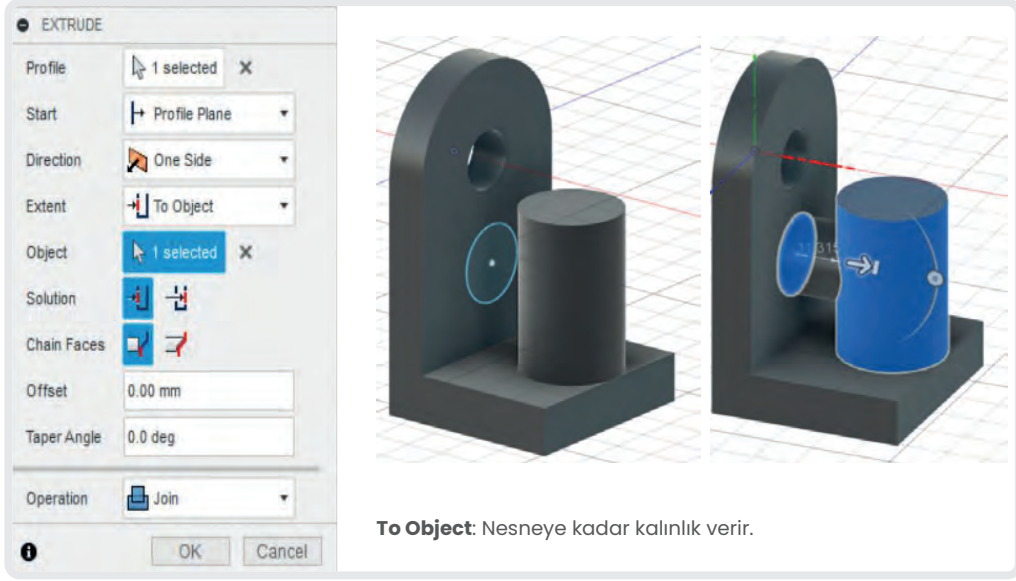 EXTRUDE
Profile 1 selected
Start Profile Plane
Direction One Side
Extent To Object
Object 1 selected
Solution
Chain Faces
Offset 0.00 mm
Taper Angle 0.0 deg
Operation Join
OK Cancel
To Object: Nesneye kadar kalınlık verir.